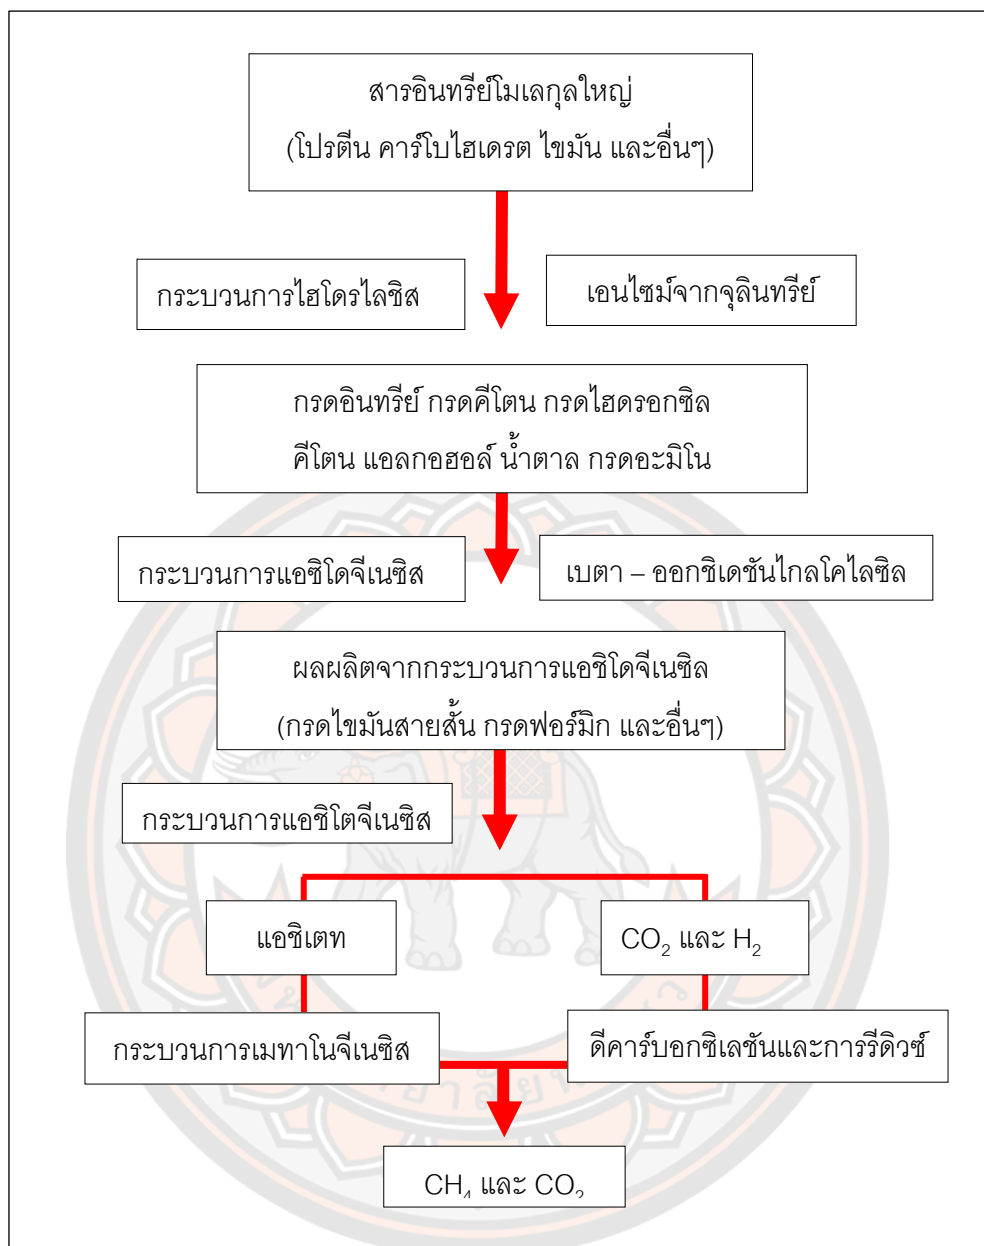 สารอินทรีย์โมเลกุลใหญ่
(โปรตีน คาร์โบไฮเดรต ไขมัน และอื่นๆ)
กระบวนการไฮโดรไลซิส
เอนไซม์จากจุลินทรีย์
กรดอินทรีย์ กรดคีโตน กรดไฮดรอกซิล
คีโตน แอลกอฮอล์ น้ำตาล กรดอะมิโน
กระบวนการแอซิโดจีเนซิส
เบตา – ออกซิเดชันไกลโคไลซิล
ผลผลิตจากกระบวนการแอซิโดจีเนซิล
(กรดไขมันสายสั้น กรดฟอร์มิก และอื่นๆ)
กระบวนการแอซิโตจีเนซิส
แอซิเตท
CO₂ และ H₂
กระบวนการเมทาโนจีเนซิส
ดีคาร์บอกซิเลชันและการรีดิวซ์
CH₄ และ CO₂